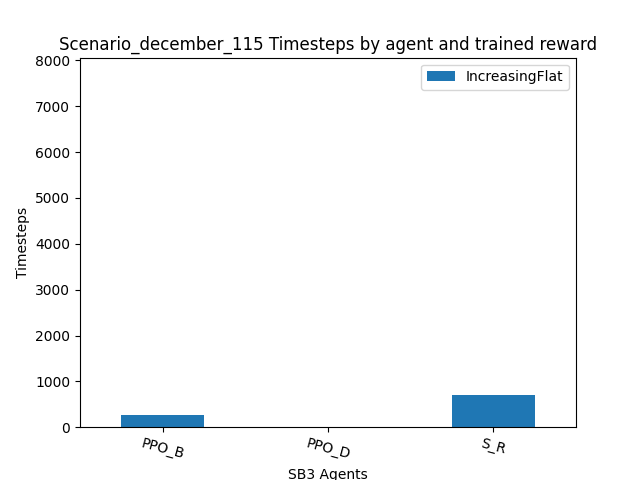 Scenario_december_115 Timesteps by agent and trained reward
IncreasingFlat
8000
7000
6000
5000
4000
3000
2000
1000
0
Timesteps
PPO_B
PPO_D
S_R
SB3 Agents